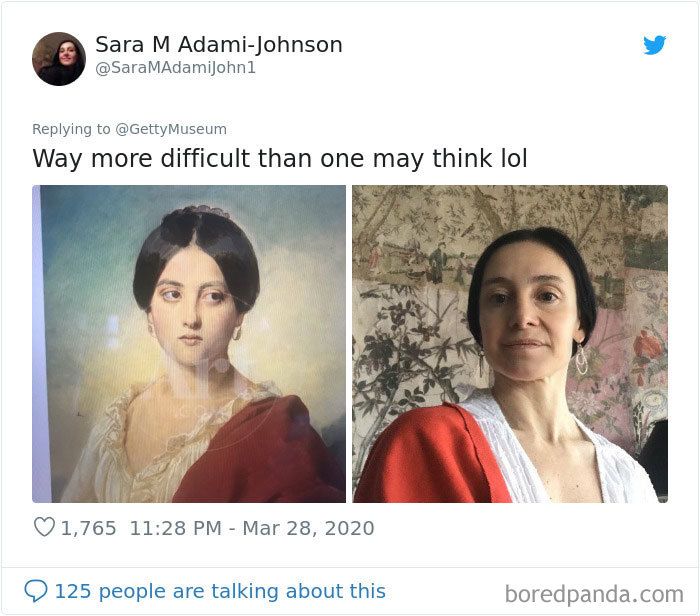 Sara M Adami-Johnson
@SaraMAdamiJohn1
Replying to @GettyMuseum
Way more difficult than one may think lol
1,765 11:28 PM - Mar 28, 2020
125 people are talking about this
boredpanda.com